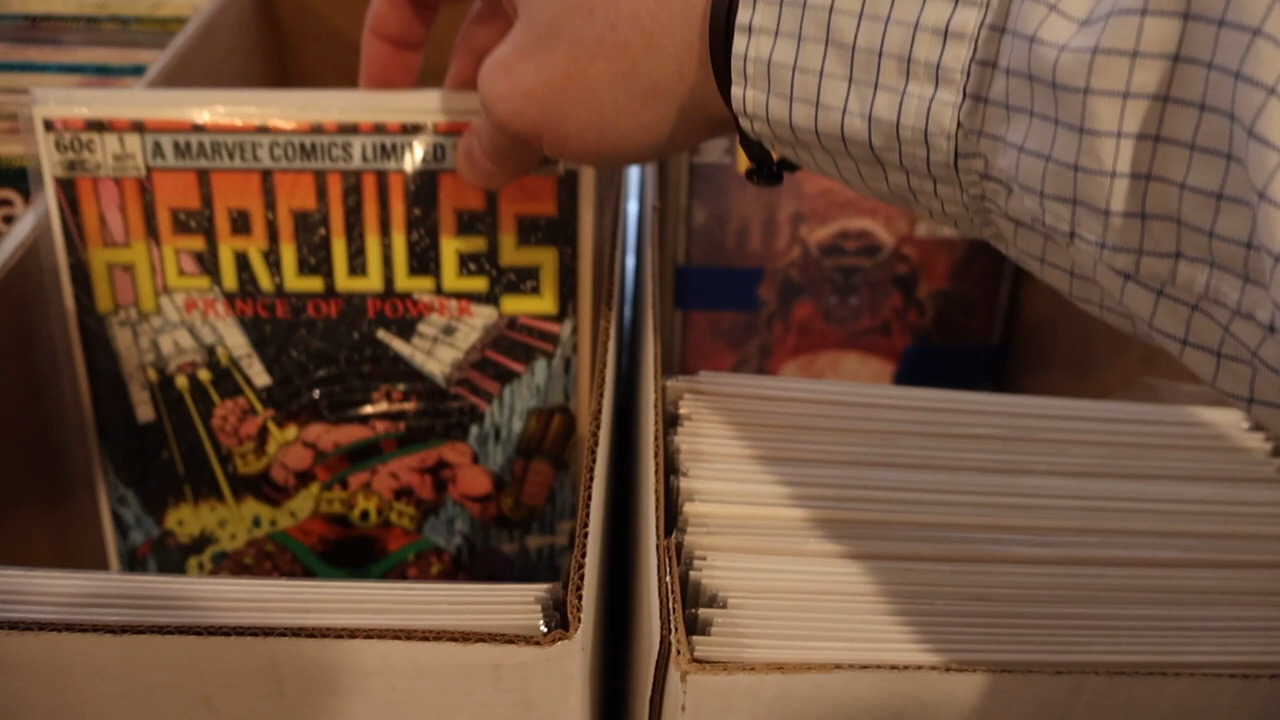 60¢ 1
A MARVEL COMICS LIMITED
HERCULES
PRINCE OF POWER
a